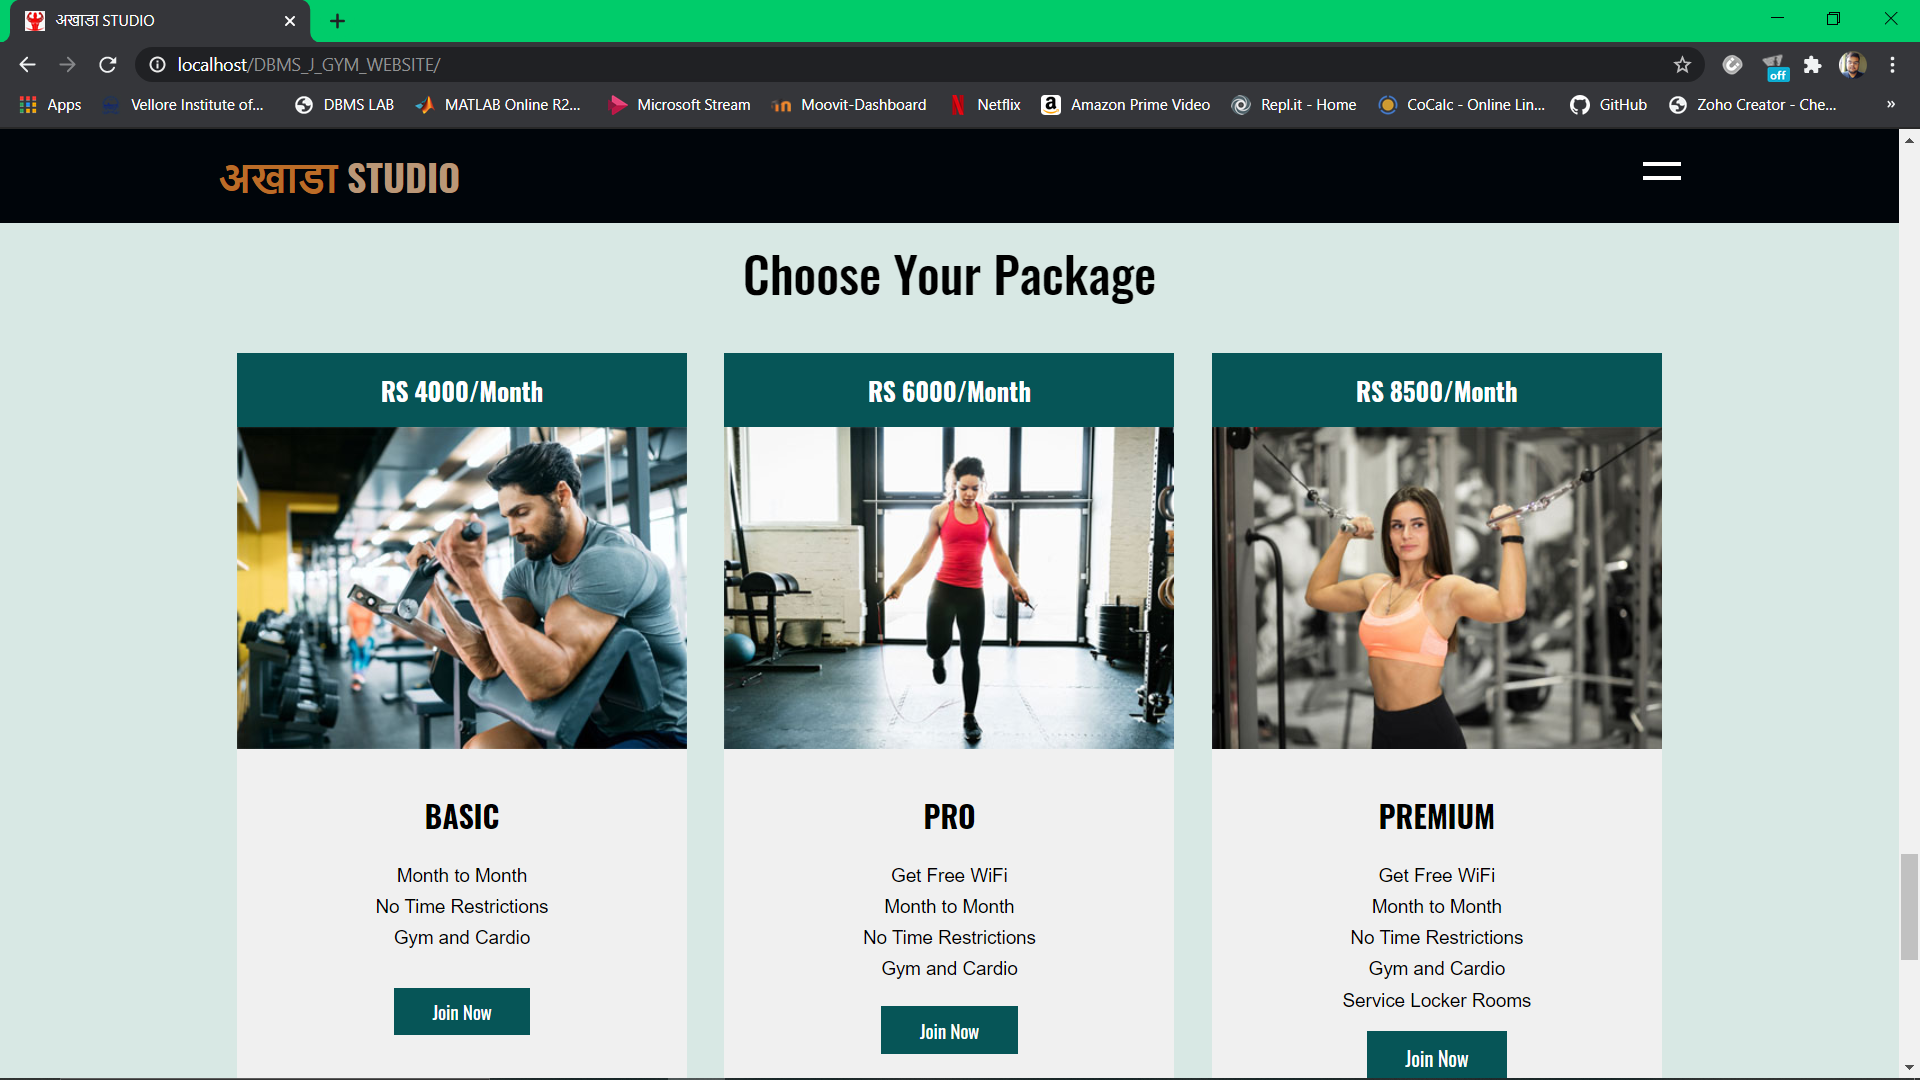 अखाडा STUDIO
localhost/DBMS_J_GYM_WEBSITE/
off
Apps
Vellore Institute of...
DBMS LAB
MATLAB Online R2...
Microsoft Stream
Moovit-Dashboard
Netflix
Amazon Prime Video
Repl.it - Home
CoCalc - Online Lin...
GitHub
Zoho Creator - Che...
»
अखाडा STUDIO
Choose Your Package
RS 4000/Month
BASIC
Month to Month
No Time Restrictions
Gym and Cardio
Join Now
RS 6000/Month
PRO
Get Free WiFi
Month to Month
No Time Restrictions
Gym and Cardio
Join Now
RS 8500/Month
PREMIUM
Get Free WiFi
Month to Month
No Time Restrictions
Gym and Cardio
Service Locker Rooms
Join Now